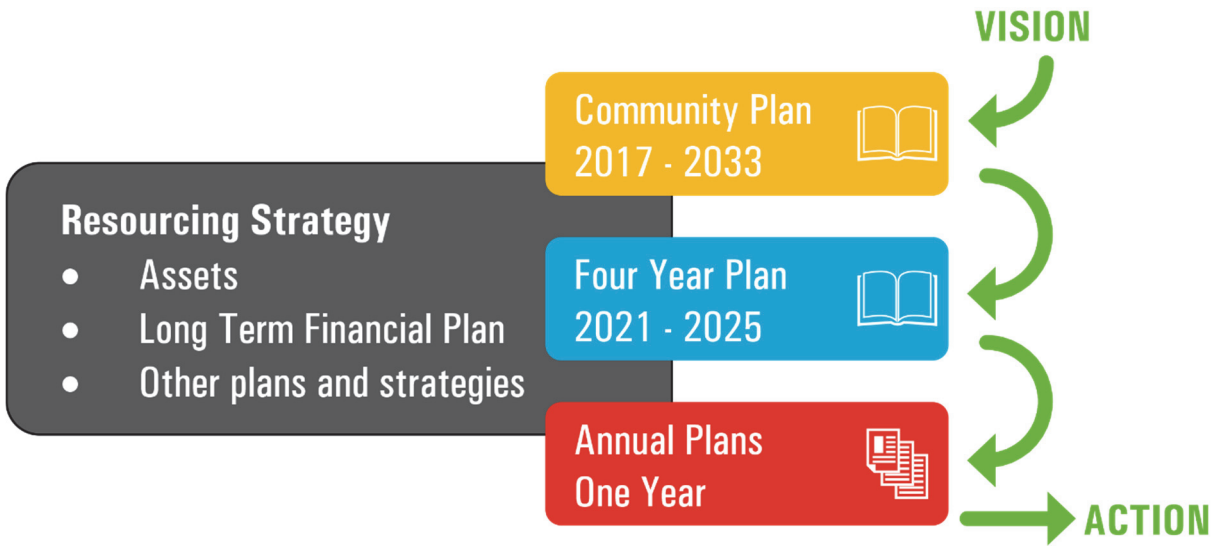 VISION
Community Plan
2017 - 2033
Resourcing Strategy
● Assets
● Long Term Financial Plan
● Other plans and strategies
Four Year Plan
2021 - 2025
Annual Plans
One Year
ACTION